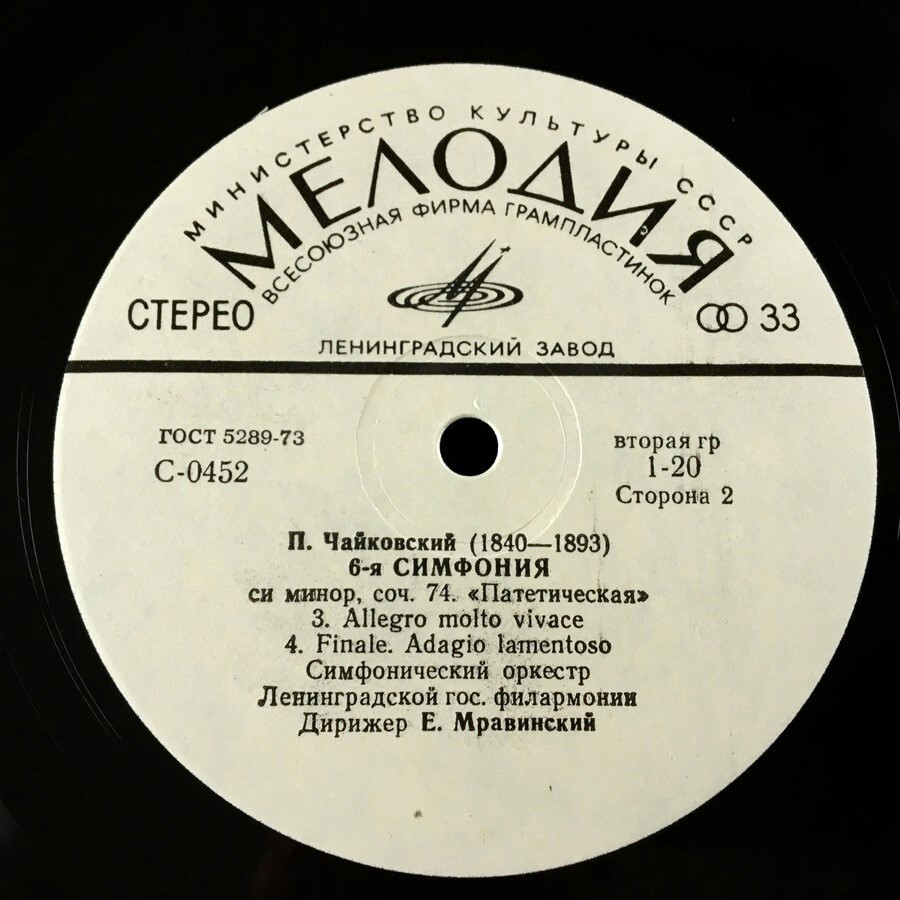 МИНИСТЕРСТВО КУЛЬТУРЫ СССР
МЕЛОДИЯ
ВСЕСОЮЗНАЯ ФИРМА ГРАМПЛАСТИНОК
СТЕРЕО
33
ЛЕНИНГРАДСКИЙ ЗАВОД
ГОСТ 5289-73
С-0452
вторая гр
1-20
Сторона 2
П. Чайковский (1840—1893)
6-я СИМФОНИЯ
си минор, соч. 74. «Патетическая»
3. Allegro molto vivace
4. Finale. Adagio lamentoso
Симфонический оркестр
Ленинградской гос. филармонии
Дирижер Е. Мравинский